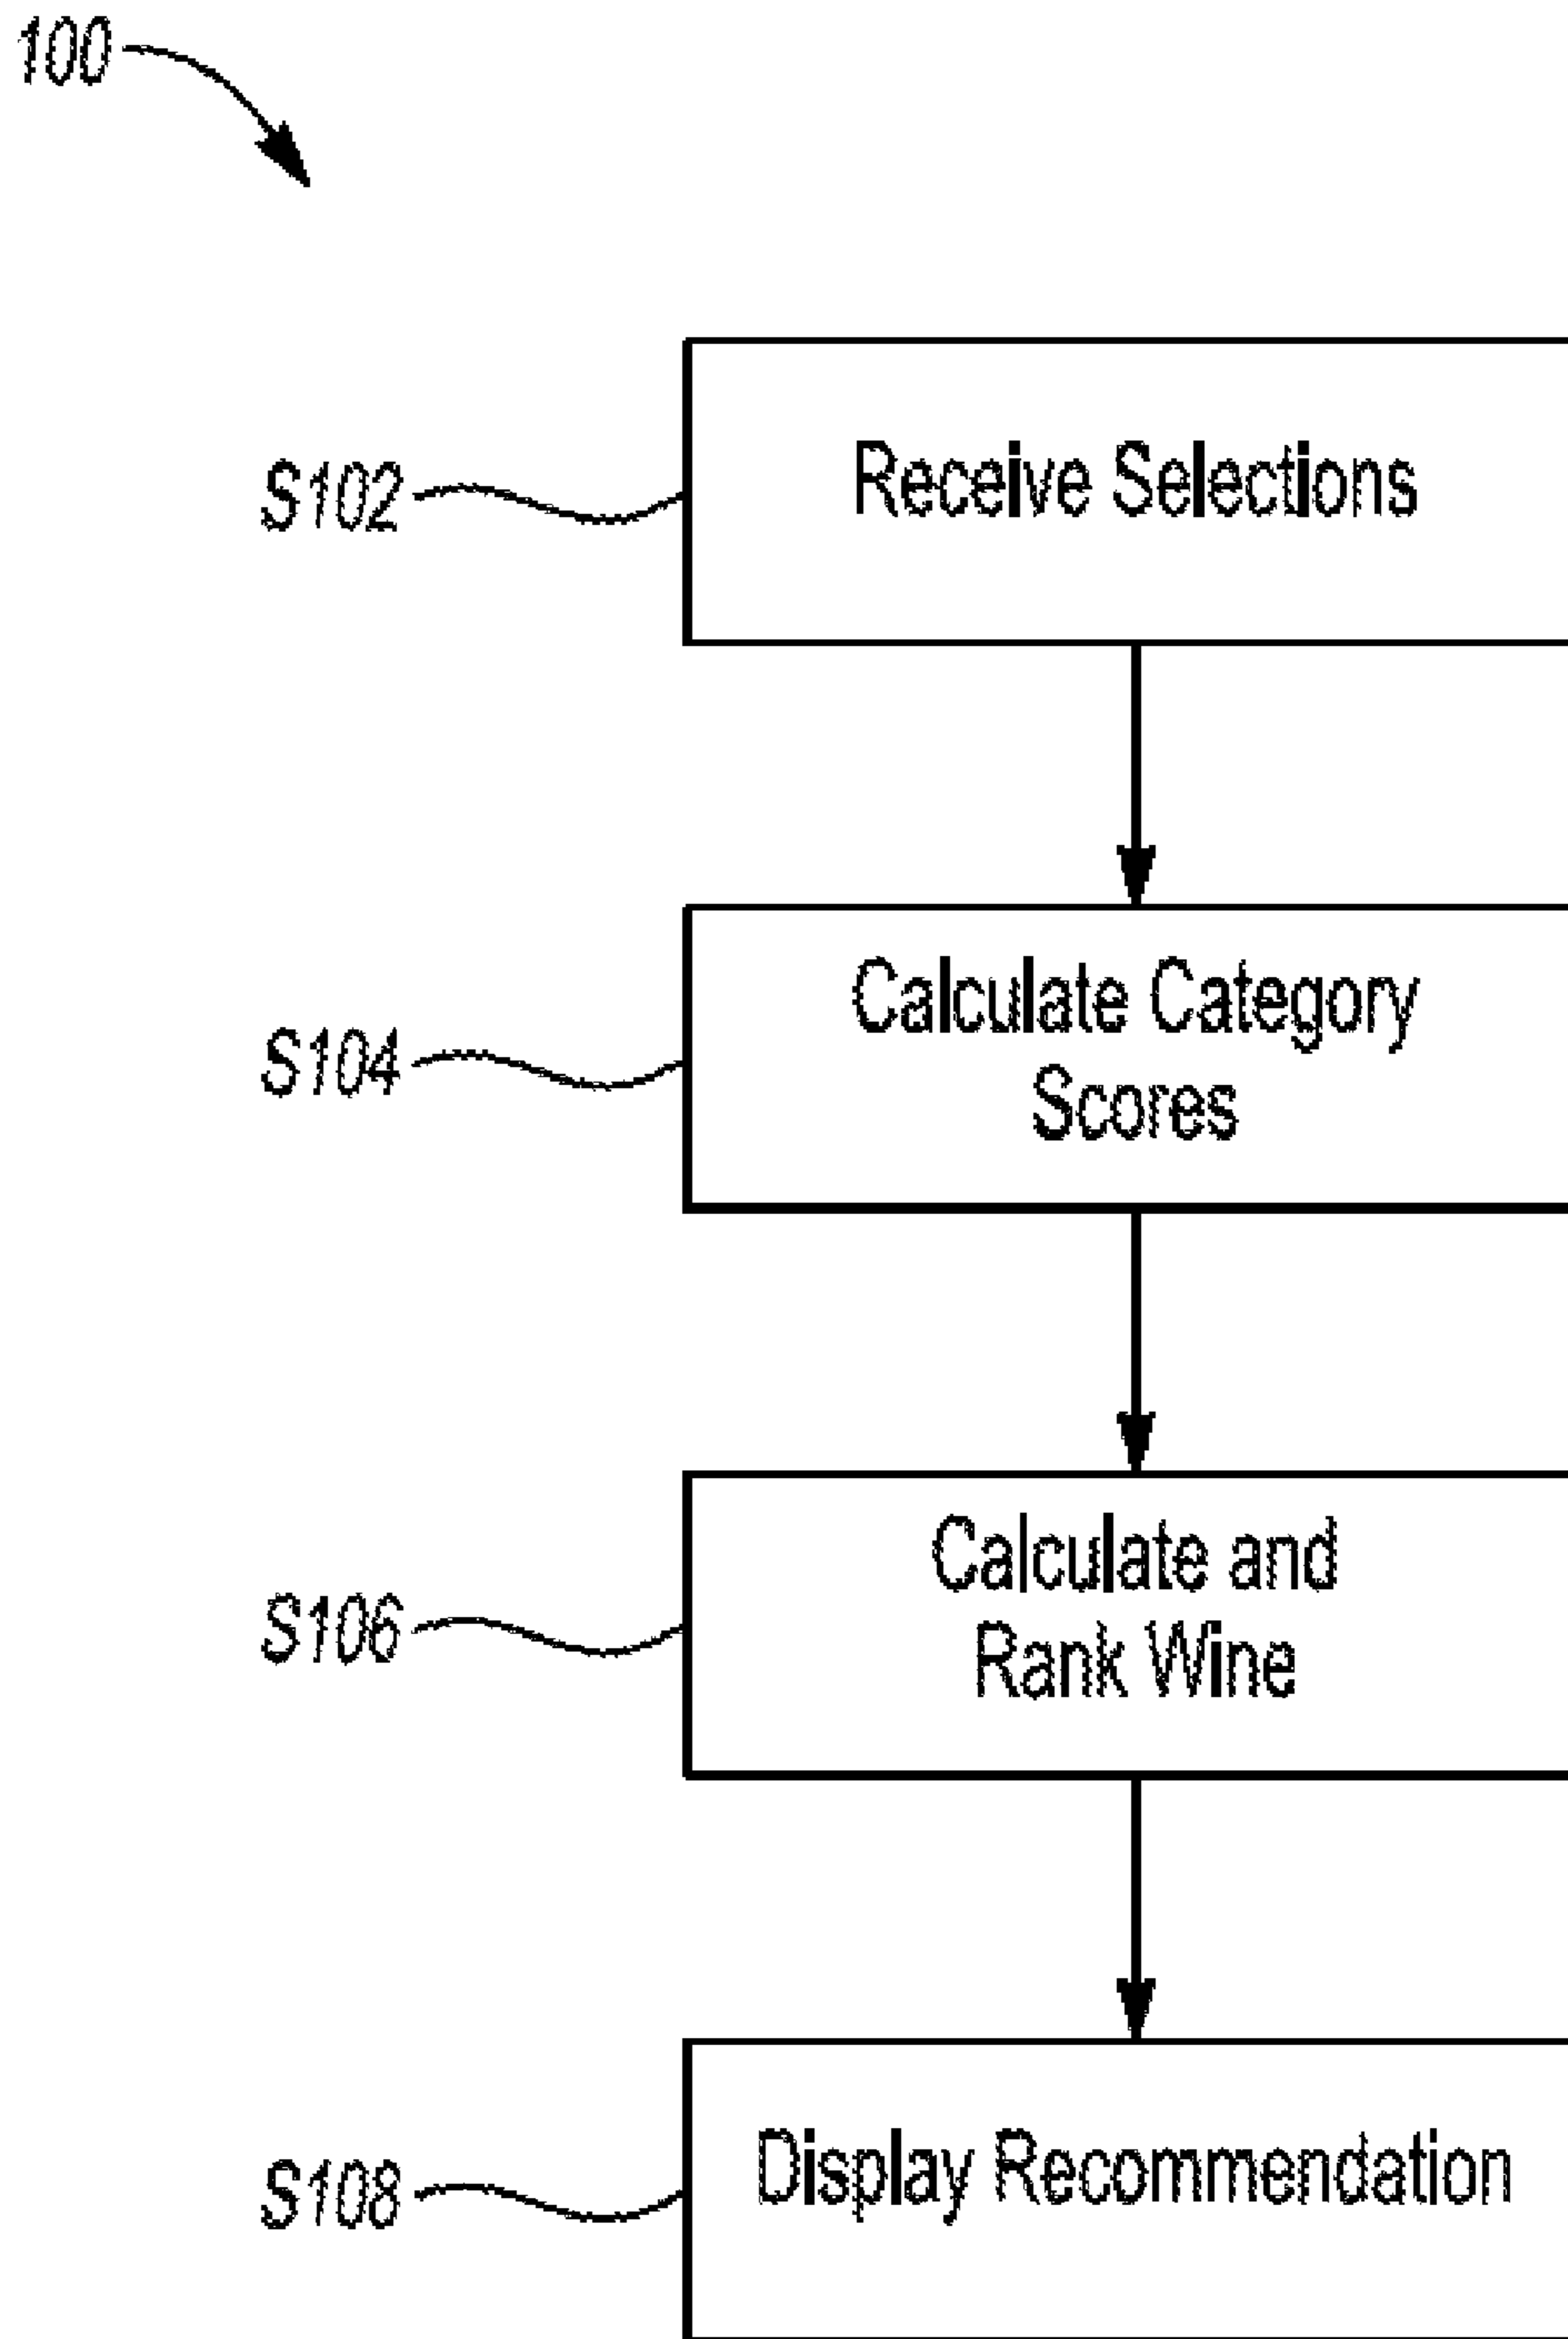 100
S102
Receive Selections
S104
Calculate Category
Scores
S106
Calculate and
Rank Wine
S108
Display Recommendation